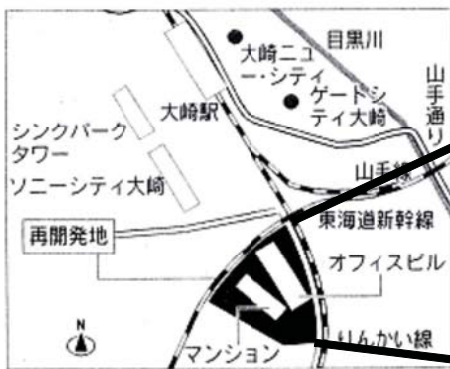 目黒川
大崎ニュ
ー・シティ
山手通り
ゲートシ
ティ大崎
大崎駅
シンクパーク
タワー
ソニーシティ大崎
山手線
東海道新幹線
再開発地
オフィスビル
N
マンション
りんかい線